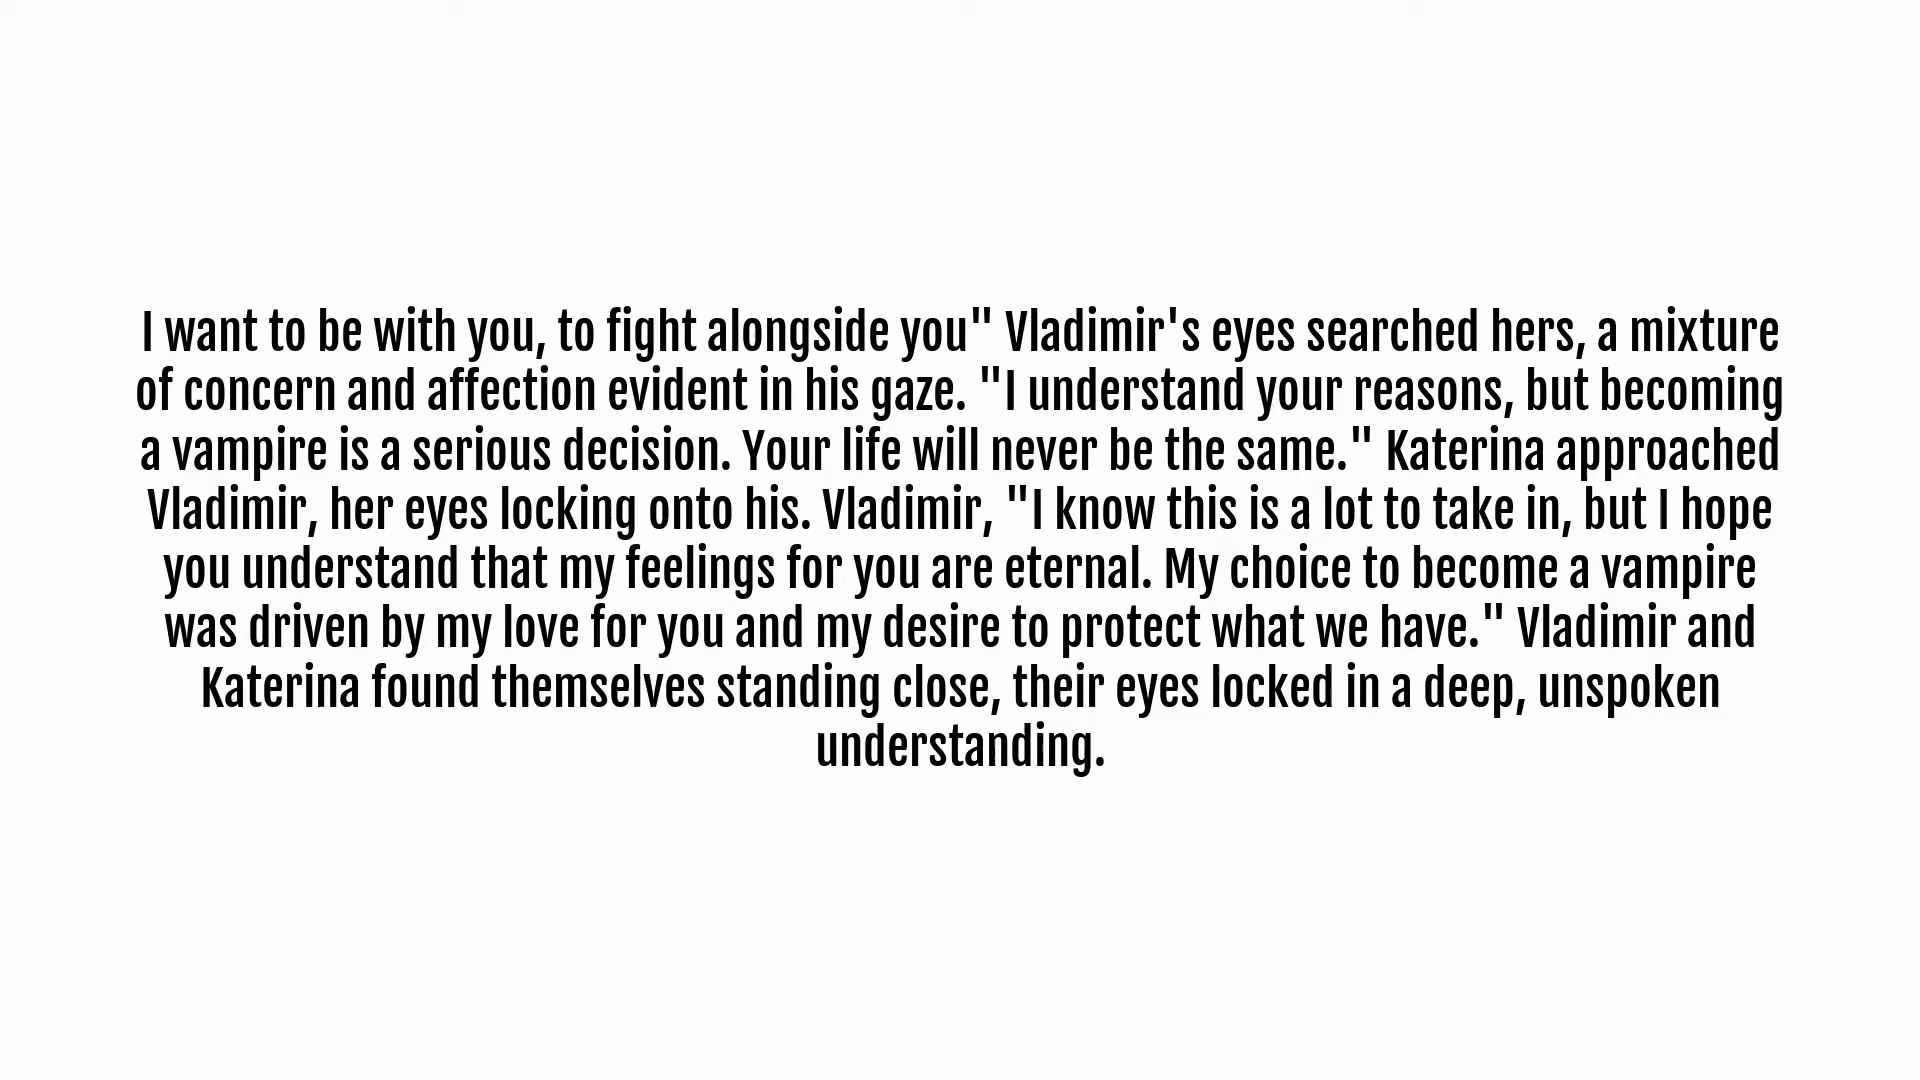 I want to be with you, to fight alongside you" Vladimir's eyes searched hers, a mixture
of concern and affection evident in his gaze. "I understand your reasons, but becoming
a vampire is a serious decision. Your life will never be the same." Katerina approached
Vladimir, her eyes locking onto his. Vladimir, "I know this is a lot to take in, but I hope
you understand that my feelings for you are eternal. My choice to become a vampire
was driven by my love for you and my desire to protect what we have." Vladimir and
Katerina found themselves standing close, their eyes locked in a deep, unspoken
understanding.